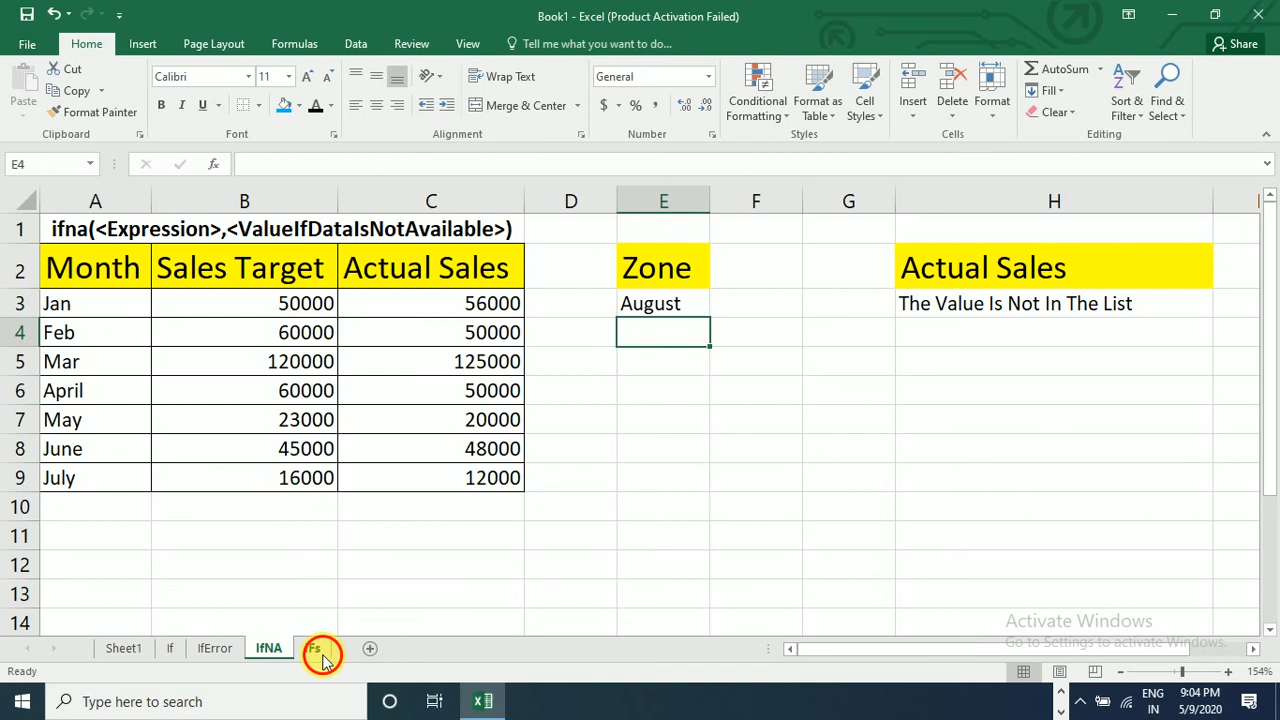 Book1 - Excel (Product Activation Failed)
File Home Insert Page Layout Formulas Data Review View Tell me what you want to do... Share
Cut
Copy
Format Painter
Paste
Clipboard
Calibri 11
B I U
Font
Wrap Text
Merge & Center
Alignment
General
$ % ,
Number
Conditional Formatting
Format as Table
Cell Styles
Styles
Insert Delete Format
Cells
AutoSum
Fill
Clear
Sort & Filter
Find & Select
Editing
E4 fx
A B C D E F G H
1 ifna(<Expression>,<ValueIfDataIsNotAvailable>)
2 Month Sales Target Actual Sales Zone Actual Sales
3 Jan 50000 56000 August The Value Is Not In The List
4 Feb 60000 50000
5 Mar 120000 125000
6 April 60000 50000
7 May 23000 20000
8 June 45000 48000
9 July 16000 12000
10
11
12
13
14
Activate Windows
Go to Settings to activate Windows.
Sheet1 If IfError IfNA
Ready 154%
Type here to search
ENG
IN
9:04 PM
5/9/2020